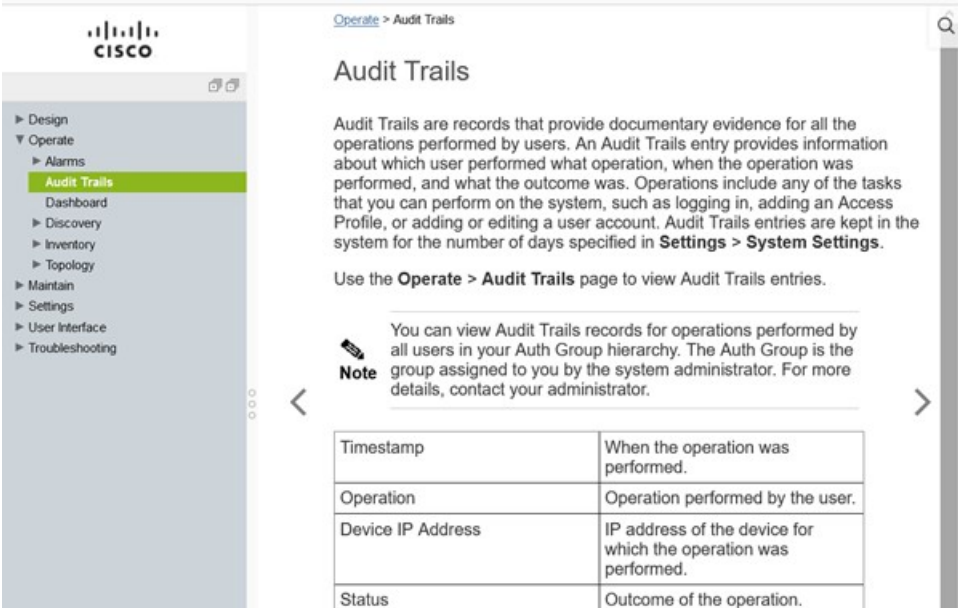 CISCO
Design
Operate
Alarms
Audit Trails
Dashboard
Discovery
Inventory
Topology
Maintain
Settings
User Interface
Troubleshooting
Operate > Audit Trails
Audit Trails
Audit Trails are records that provide documentary evidence for all the
operations performed by users. An Audit Trails entry provides information
about which user performed what operation, when the operation was
performed, and what the outcome was. Operations include any of the tasks
that you can perform on the system, such as logging in, adding an Access
Profile, or adding or editing a user account. Audit Trails entries are kept in the
system for the number of days specified in Settings > System Settings.
Use the Operate > Audit Trails page to view Audit Trails entries.
Note
You can view Audit Trails records for operations performed by
all users in your Auth Group hierarchy. The Auth Group is the
group assigned to you by the system administrator. For more
details, contact your administrator.
Timestamp
When the operation was
performed.
Operation
Operation performed by the user.
Device IP Address
IP address of the device for
which the operation was
performed.
Status
Outcome of the operation.